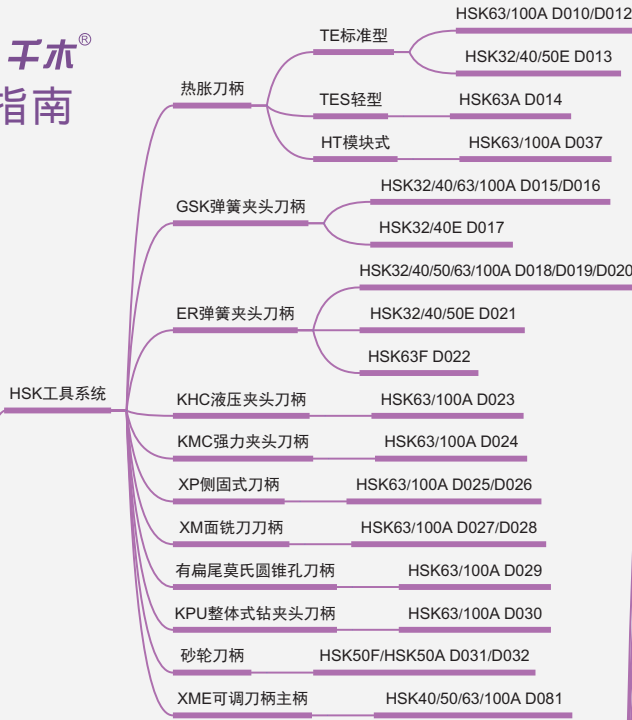 千木®
指南
HSK工具系统
热胀刀柄
TE标准型
HSK63/100A D010/D012
HSK32/40/50E D013
TES轻型
HSK63A D014
HT模块式
HSK63/100A D037
GSK弹簧夹头刀柄
HSK32/40/63/100A D015/D016
HSK32/40E D017
ER弹簧夹头刀柄
HSK32/40/50/63/100A D018/D019/D020
HSK32/40/50E D021
HSK63F D022
KHC液压夹头刀柄
HSK63/100A D023
KMC强力夹头刀柄
HSK63/100A D024
XP侧固式刀柄
HSK63/100A D025/D026
XM面铣刀刀柄
HSK63/100A D027/D028
有扁尾莫氏圆锥孔刀柄
HSK63/100A D029
KPU整体式钻夹头刀柄
HSK63/100A D030
砂轮刀柄
HSK50F/HSK50A D031/D032
XME可调刀柄主柄
HSK40/50/63/100A D081